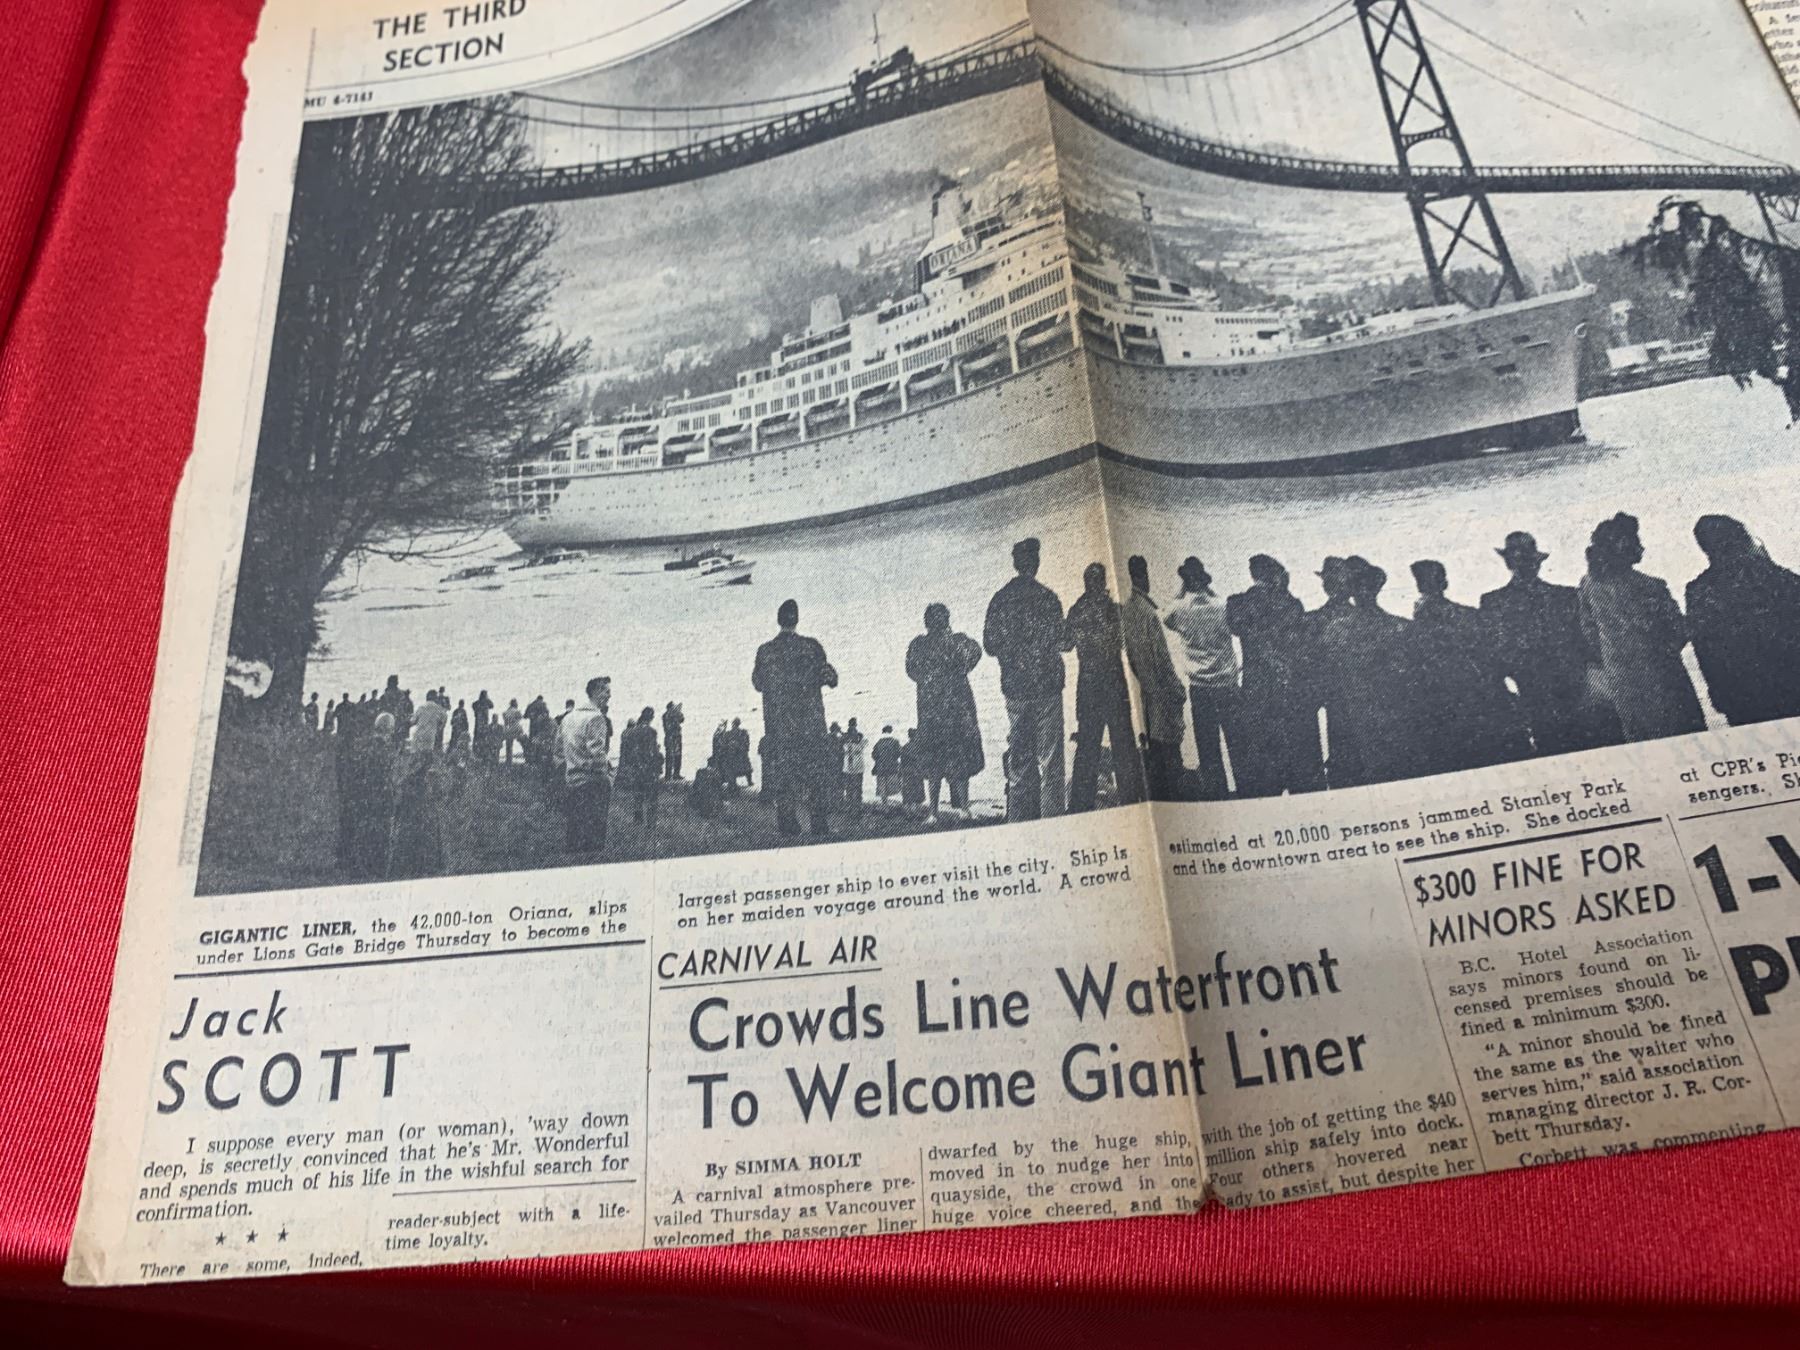 THE THIRD
SECTION
MU 4-7141
ORIANA
GIGANTIC LINER, the 42,000-ton Oriana, slips
under Lions Gate Bridge Thursday to become the
largest passenger ship to ever visit the city. Ship is
on her maiden voyage around the world. A crowd
estimated at 20,000 persons jammed Stanley Park
and the downtown area to see the ship. She docked
at CPR's
sengers.
Jack
SCOTT
I suppose every man (or woman), 'way down
deep, is secretly convinced that he's Mr. Wonderful
and spends much of his life in the wishful search for
confirmation.
★ ★ ★
There are some, indeed,
reader-subject with a life-
time loyalty.
CARNIVAL AIR
Crowds Line Waterfront
To Welcome Giant Liner
By SIMMA HOLT
A carnival atmosphere pre-
vailed Thursday as Vancouver
welcomed the passenger liner
dwarfed by the huge ship,
moved in to nudge her into
quayside, the crowd in one
huge voice cheered, and the
with the job of getting the $40
million ship safely into dock.
Four others hovered near
ready to assist, but despite her
$300 FINE FOR
MINORS ASKED
B.C. Hotel Association
says minors found on li-
censed premises should be
fined a minimum $300.
"A minor should be fined
the same as the waiter who
serves him," said association
managing director J. R. Cor-
bett Thursday.
Corbett was commenting